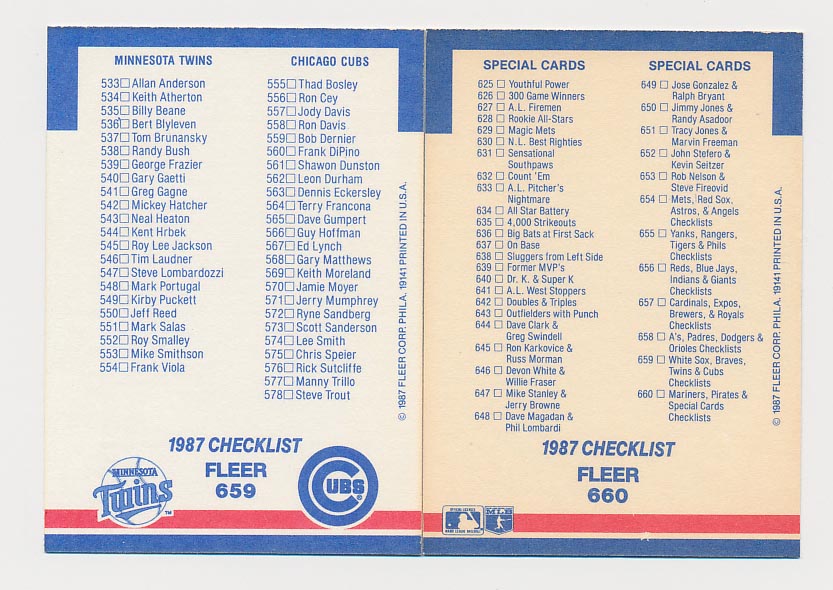 MINNESOTA TWINS
533 Allan Anderson
534 Keith Atherton
535 Billy Beane
536 Bert Blyleven
537 Tom Brunansky
538 Randy Bush
539 George Frazier
540 Gary Gaetti
541 Greg Gagne
542 Mickey Hatcher
543 Neal Heaton
544 Kent Hrbek
545 Roy Lee Jackson
546 Tim Laudner
547 Steve Lombardozzi
548 Mark Portugal
549 Kirby Puckett
550 Jeff Reed
551 Mark Salas
552 Roy Smalley
553 Mike Smithson
554 Frank Viola
CHICAGO CUBS
555 Thad Bosley
556 Ron Cey
557 Jody Davis
558 Ron Davis
559 Bob Dernier
560 Frank DiPino
561 Shawon Dunston
562 Leon Durham
563 Dennis Eckersley
564 Terry Francona
565 Dave Gumpert
566 Guy Hoffman
567 Ed Lynch
568 Gary Matthews
569 Keith Moreland
570 Jamie Moyer
571 Jerry Mumphrey
572 Ryne Sandberg
573 Scott Sanderson
574 Lee Smith
575 Chris Speier
576 Rick Sutcliffe
577 Manny Trillo
578 Steve Trout
© 1987 FLEER CORP. PHILA. 19141 PRINTED IN U.S.A.
1987 CHECKLIST
FLEER
659
MINNESOTA
Twins
TM
CUBS
®
SPECIAL CARDS
625 Youthful Power
626 300 Game Winners
627 A.L. Firemen
628 Rookie All-Stars
629 Magic Mets
630 N.L. Best Righties
631 Sensational
Southpaws
632 Count 'Em
633 A.L. Pitcher's
Nightmare
634 All Star Battery
635 4,000 Strikeouts
636 Big Bats at First Sack
637 On Base
638 Sluggers from Left Side
639 Former MVP's
640 Dr. K & Super K
641 A.L. West Stoppers
642 Doubles & Triples
643 Outfielders with Punch
644 Dave Clark &
Greg Swindell
645 Ron Karkovice &
Russ Morman
646 Devon White &
Willie Fraser
647 Mike Stanley &
Jerry Browne
648 Dave Magadan &
Phil Lombardi
SPECIAL CARDS
649 Jose Gonzalez &
Ralph Bryant
650 Jimmy Jones &
Randy Asadoor
651 Tracy Jones &
Marvin Freeman
652 John Stefero &
Kevin Seitzer
653 Rob Nelson &
Steve Fireovid
654 Mets, Red Sox,
Astros, & Angels
Checklists
655 Yanks, Rangers,
Tigers & Phils
Checklists
656 Reds, Blue Jays,
Indians & Giants
Checklists
657 Cardinals, Expos,
Brewers, & Royals
Checklists
658 A's, Padres, Dodgers &
Orioles Checklists
659 White Sox, Braves,
Twins & Cubs
Checklists
660 Mariners, Pirates &
Special Cards
Checklists
© 1987 FLEER CORP. PHILA. 19141 PRINTED IN U.S.A.
1987 CHECKLIST
FLEER
660
MLB